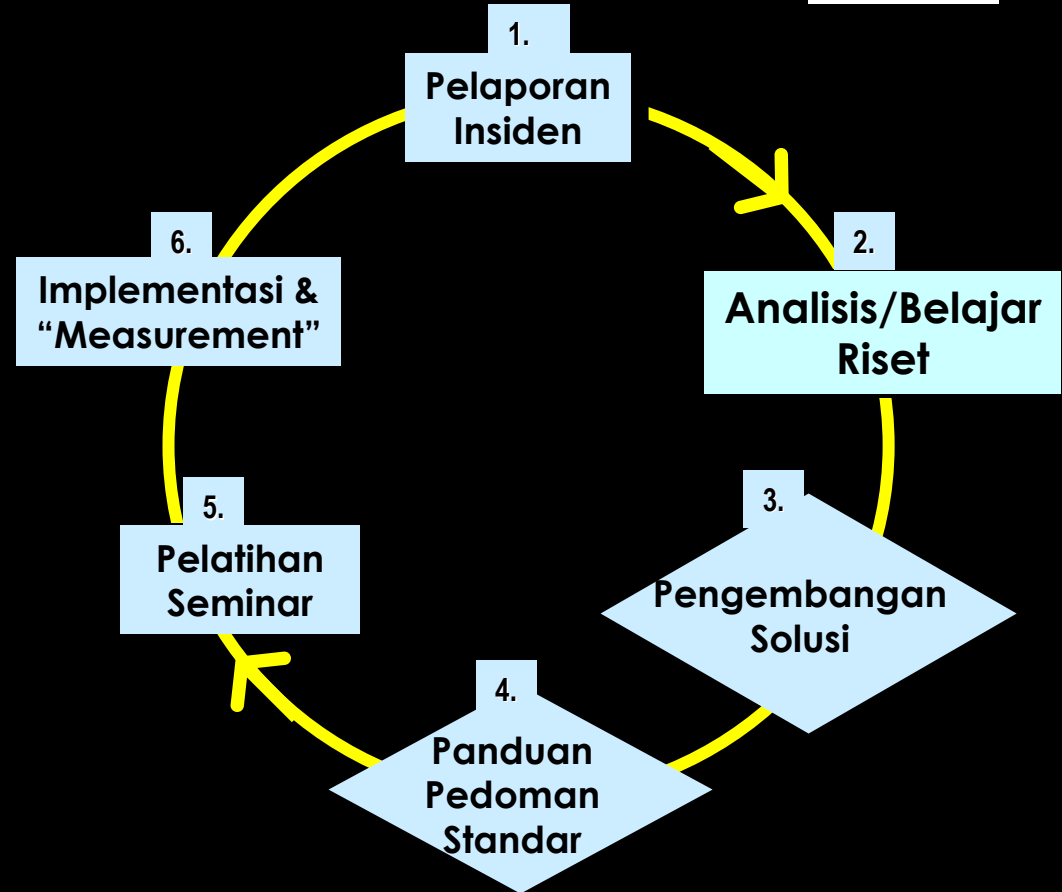 1.
Pelaporan
Insiden
2.
Analisis/Belajar
Riset
3.
Pengembangan
Solusi
4.
Panduan
Pedoman
Standar
5.
Pelatihan
Seminar
6.
Implementasi &
“Measurement”